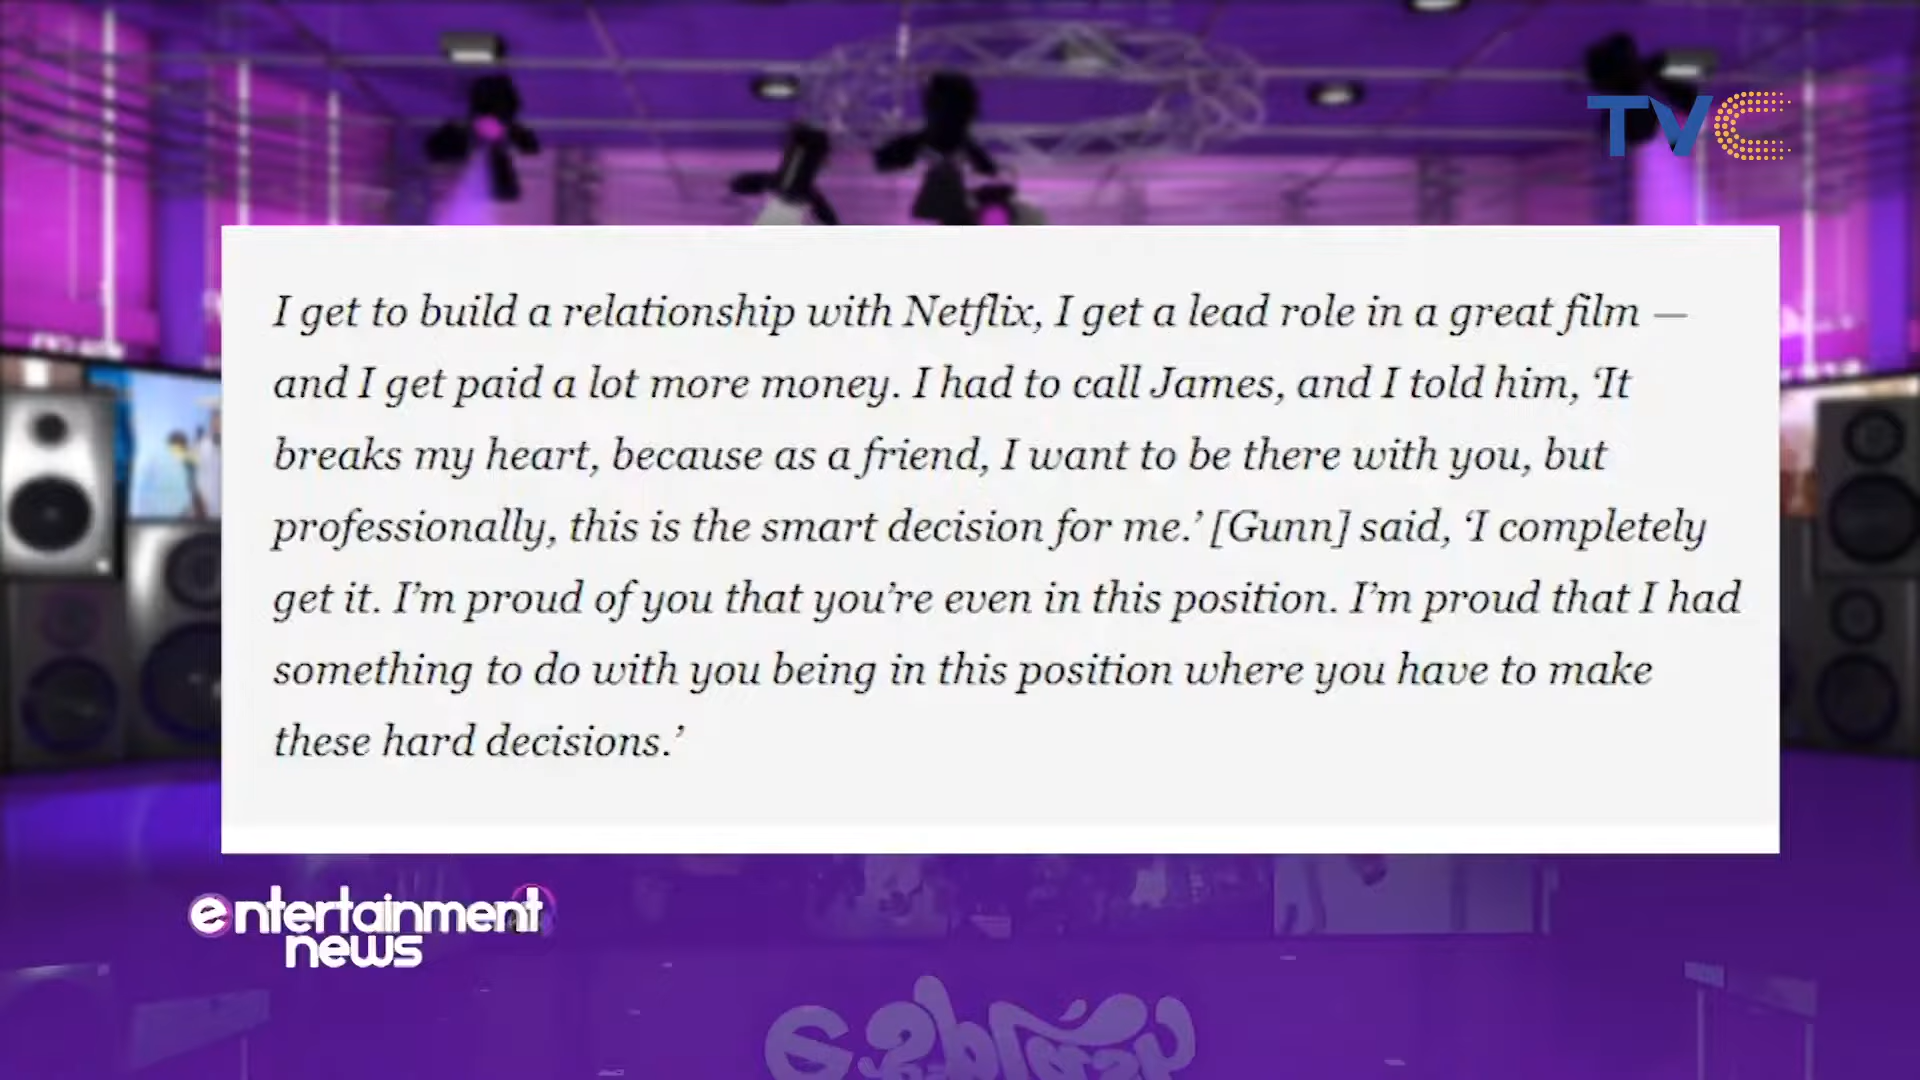 TVC
I get to build a relationship with Netflix, I get a lead role in a great film —
and I get paid a lot more money. I had to call James, and I told him, ‘It
breaks my heart, because as a friend, I want to be there with you, but
professionally, this is the smart decision for me.’ [Gunn] said, ‘I completely
get it. I’m proud of you that you’re even in this position. I’m proud that I had
something to do with you being in this position where you have to make
these hard decisions.’
entertainment
news